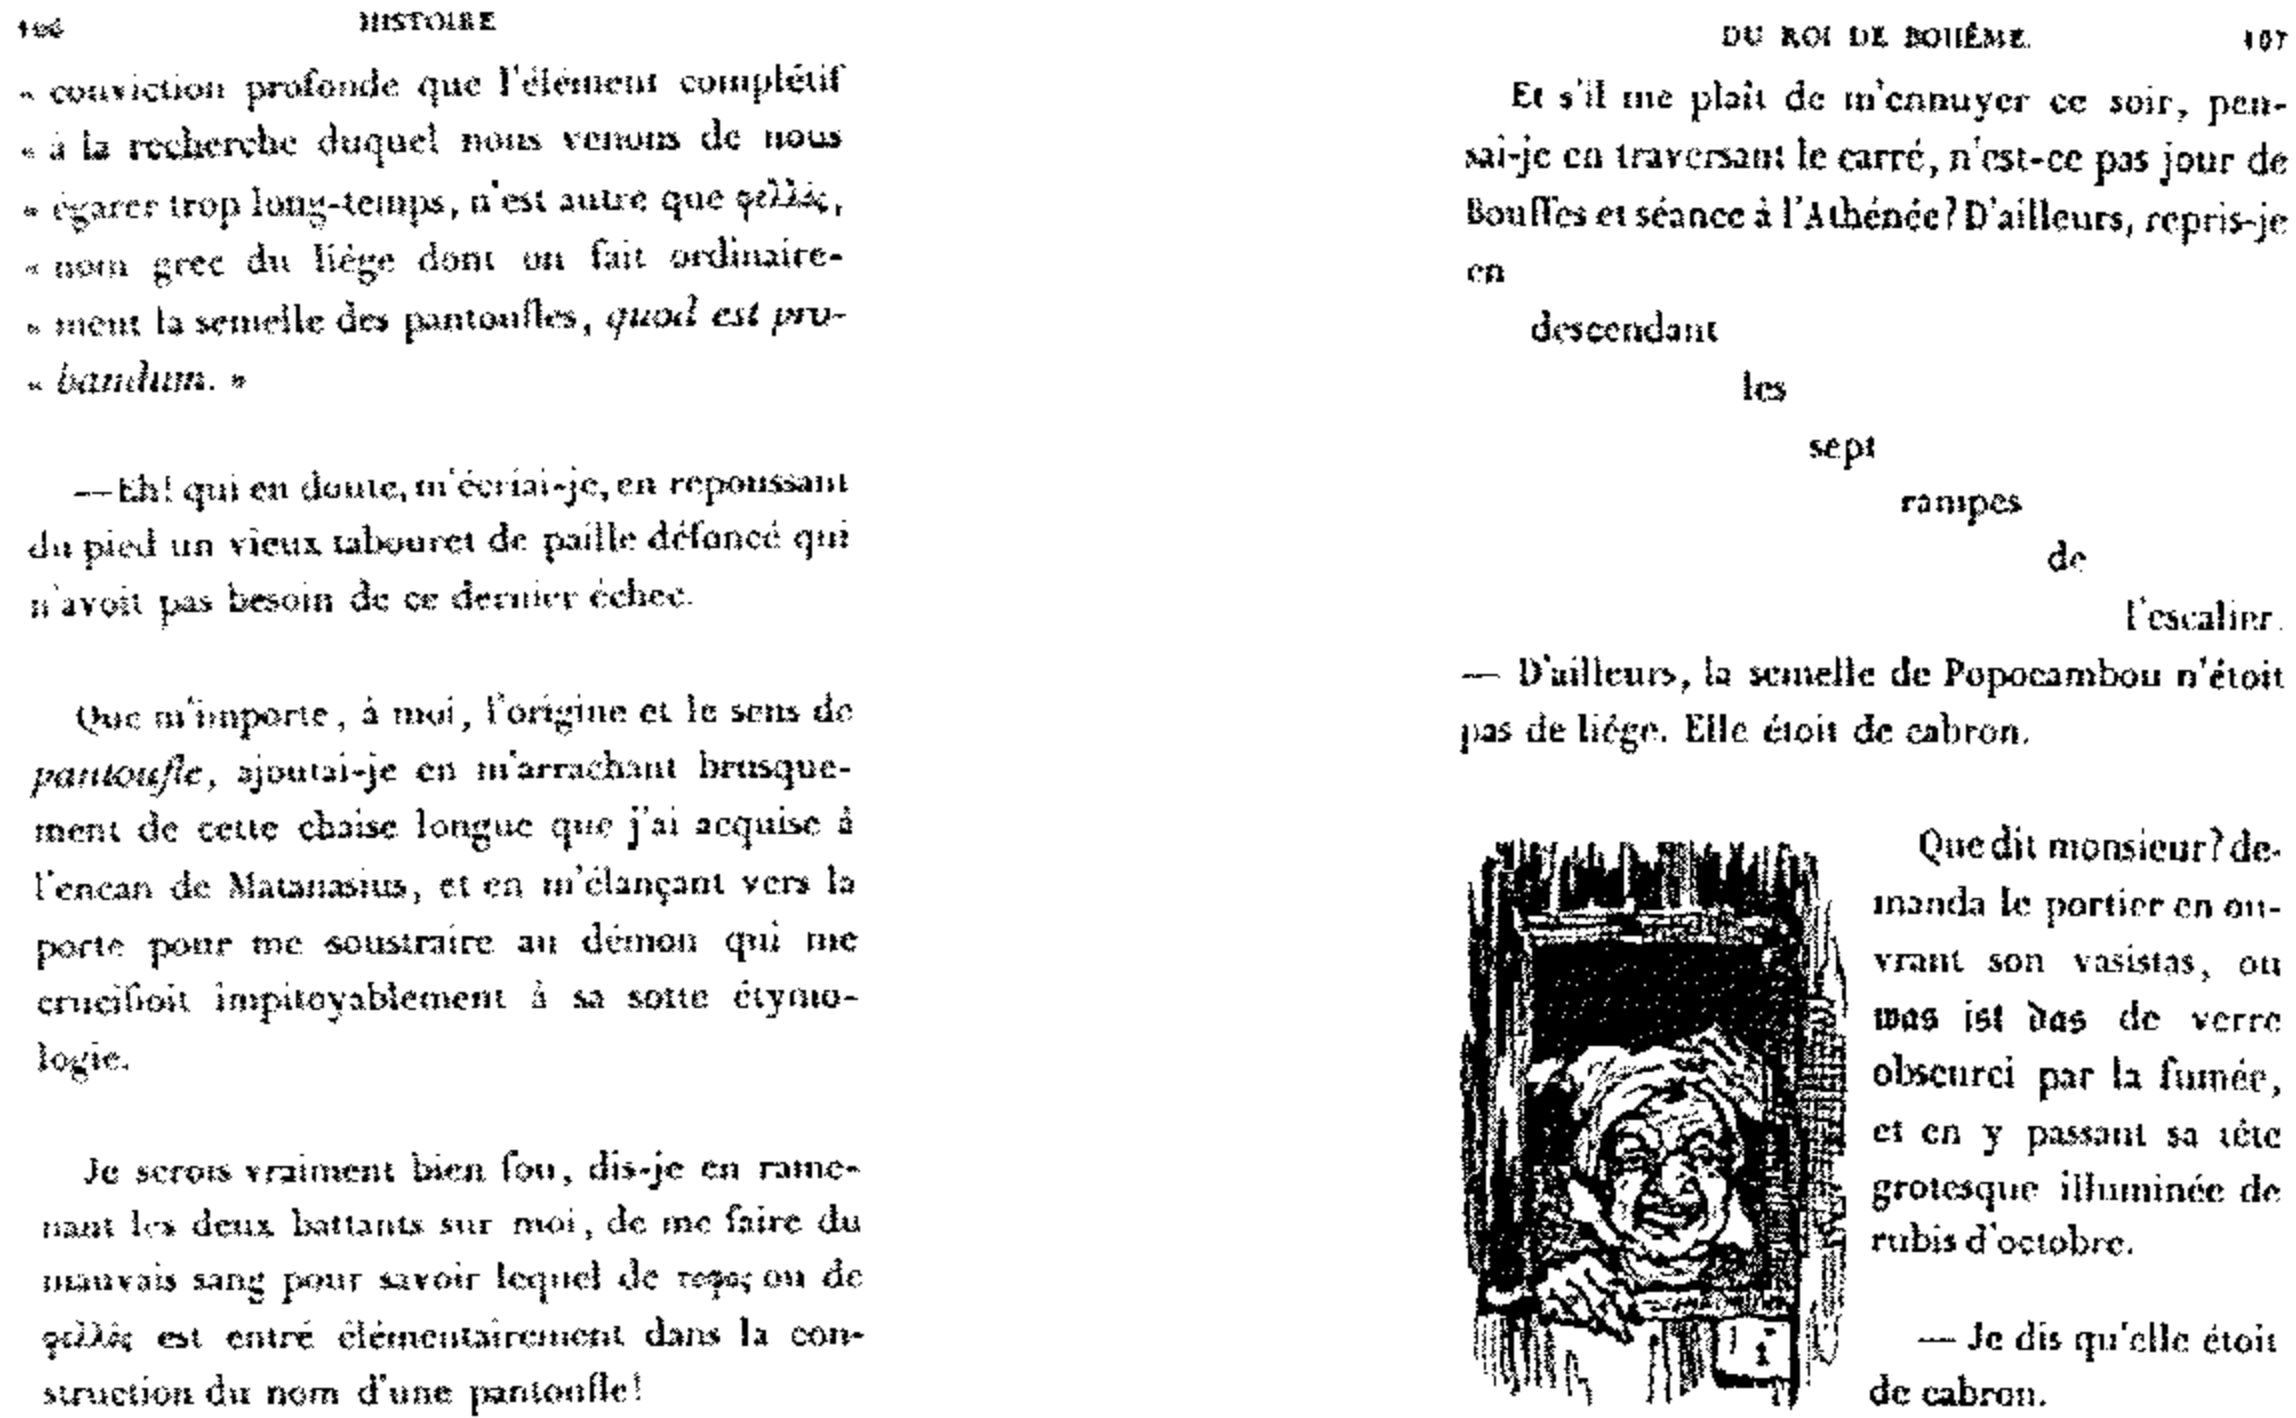 106 HISTOIRE
« conviction profonde que l'élément complétif
« à la recherche duquel nous venons de nous
« égarer trop long-temps, n'est autre que φελλὸς,
« nom grec du liége dont on fait ordinaire-
« ment la semelle des pantoufles, quod est pro-
« bandum. »
—Eh! qui en doute, m'écriai-je, en repoussant
du pied un vieux tabouret de paille défoncé qui
n'avoit pas besoin de ce dernier échec.
Que m'importe, à moi, l'origine et le sens de
pantoufle, ajoutai-je en m'arrachant brusque-
ment de cette chaise longue que j'ai acquise à
l'encan de Matanasius, et en m'élançant vers la
porte pour me soustraire au démon qui me
crucifioit impitoyablement à sa sotte étymo-
logie.
Je serois vraiment bien fou, dis-je en rame-
nant les deux battants sur moi, de me faire du
mauvais sang pour savoir lequel de ou de
φελλὸς est entré élémentairement dans la con-
struction du nom d'une pantoufle!
DU ROI DE BOHÊME. 107
Et s'il me plaît de m'ennuyer ce soir, pen-
sai-je en traversant le carré, n'est-ce pas jour de
Bouffes et séance à l'Athénée? D'ailleurs, repris-je
en
descendant
les
sept
rampes
de
l'escalier.
— D'ailleurs, la semelle de Popocambou n'étoit
pas de liége. Elle étoit de cabron.
Que dit monsieur? de-
manda le portier en ou-
vrant son vasistas, ou
was ist das de verre
obscurci par la fumée,
et en y passant sa tête
grotesque illuminée de
rubis d'octobre.
— Je dis qu'elle étoit
de cabron.
1